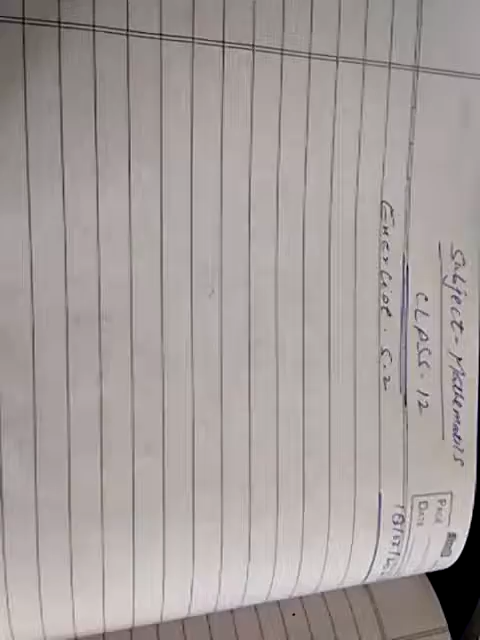 Subject - Mathematics
CLASS - 12
PAGE
DATE
Exercise . 5.2